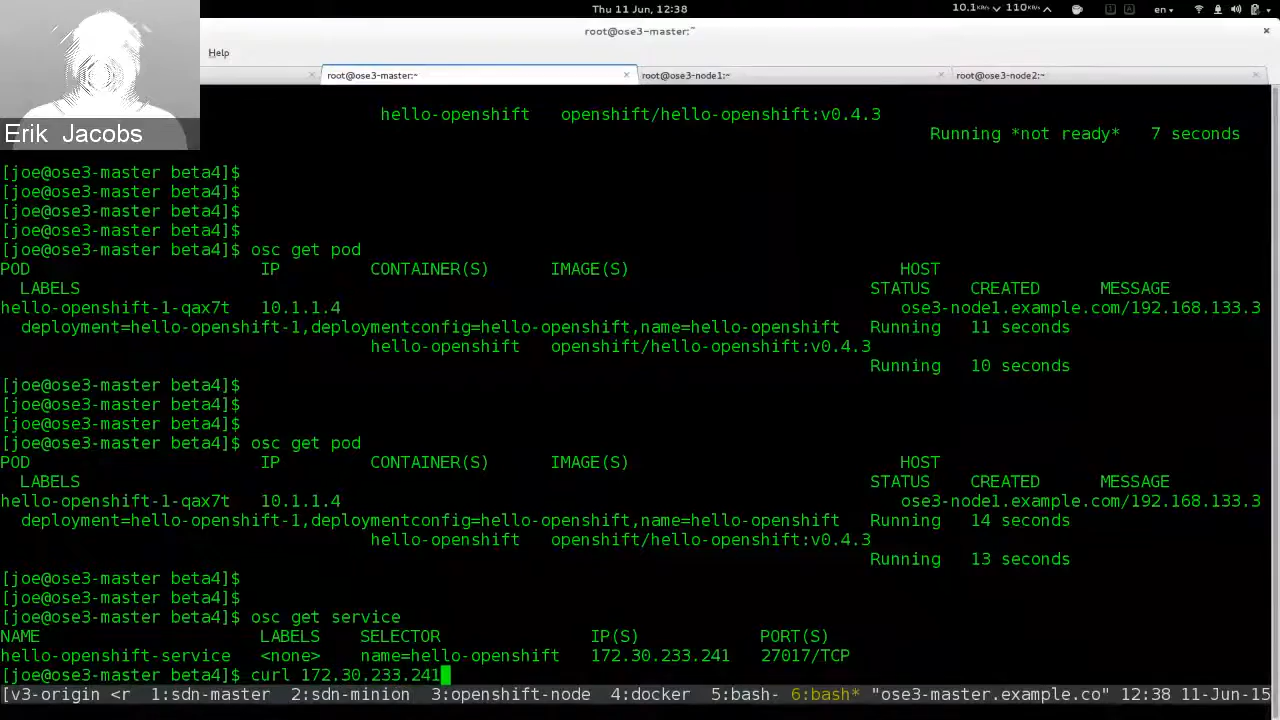 Thu 11 Jun, 12:38
10.1 KB/s 110 KB/s
en
root@ose3-master:~
Help
root@ose3-master:~
root@ose3-node1:~
root@ose3-node2:~
Erik Jacobs
hello-openshift openshift/hello-openshift:v0.4.3
Running *not ready* 7 seconds
[joe@ose3-master beta4]$
[joe@ose3-master beta4]$
[joe@ose3-master beta4]$
[joe@ose3-master beta4]$
[joe@ose3-master beta4]$ osc get pod
POD IP CONTAINER(S) IMAGE(S) HOST
LABELS STATUS CREATED MESSAGE
hello-openshift-1-qax7t 10.1.1.4 ose3-node1.example.com/192.168.133.3
deployment=hello-openshift-1,deploymentconfig=hello-openshift,name=hello-openshift Running 11 seconds
hello-openshift openshift/hello-openshift:v0.4.3
Running 10 seconds
[joe@ose3-master beta4]$
[joe@ose3-master beta4]$
[joe@ose3-master beta4]$
[joe@ose3-master beta4]$ osc get pod
POD IP CONTAINER(S) IMAGE(S) HOST
LABELS STATUS CREATED MESSAGE
hello-openshift-1-qax7t 10.1.1.4 ose3-node1.example.com/192.168.133.3
deployment=hello-openshift-1,deploymentconfig=hello-openshift,name=hello-openshift Running 14 seconds
hello-openshift openshift/hello-openshift:v0.4.3
Running 13 seconds
[joe@ose3-master beta4]$
[joe@ose3-master beta4]$
[joe@ose3-master beta4]$ osc get service
NAME LABELS SELECTOR IP(S) PORT(S)
hello-openshift-service <none> name=hello-openshift 172.30.233.241 27017/TCP
[joe@ose3-master beta4]$ curl 172.30.233.241
[v3-origin <r 1:sdn-master 2:sdn-minion 3:openshift-node 4:docker 5:bash- 6:bash* "ose3-master.example.co" 12:38 11-Jun-15